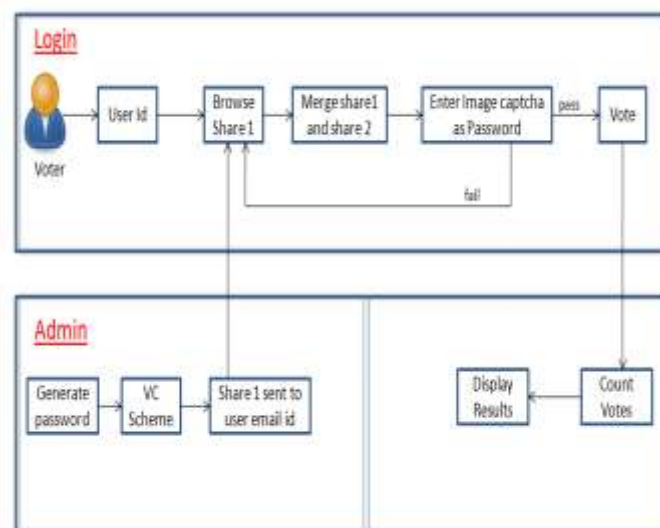 Login
Voter
User Id
Browse
Share 1
Merge share1
and share 2
Enter Image captcha
as Password
pass
Vote
fail
Admin
Generate
password
VC
Scheme
Share 1 sent to
user email id
Display
Results
Count
Votes